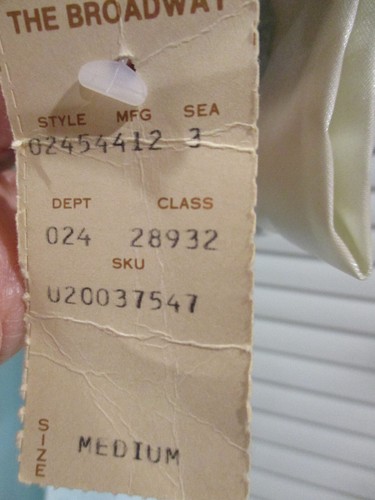 THE BROADWAY
STYLE MFG SEA
02454412 3
DEPT CLASS
024 28932
SKU
U20037547
SIZE MEDIUM